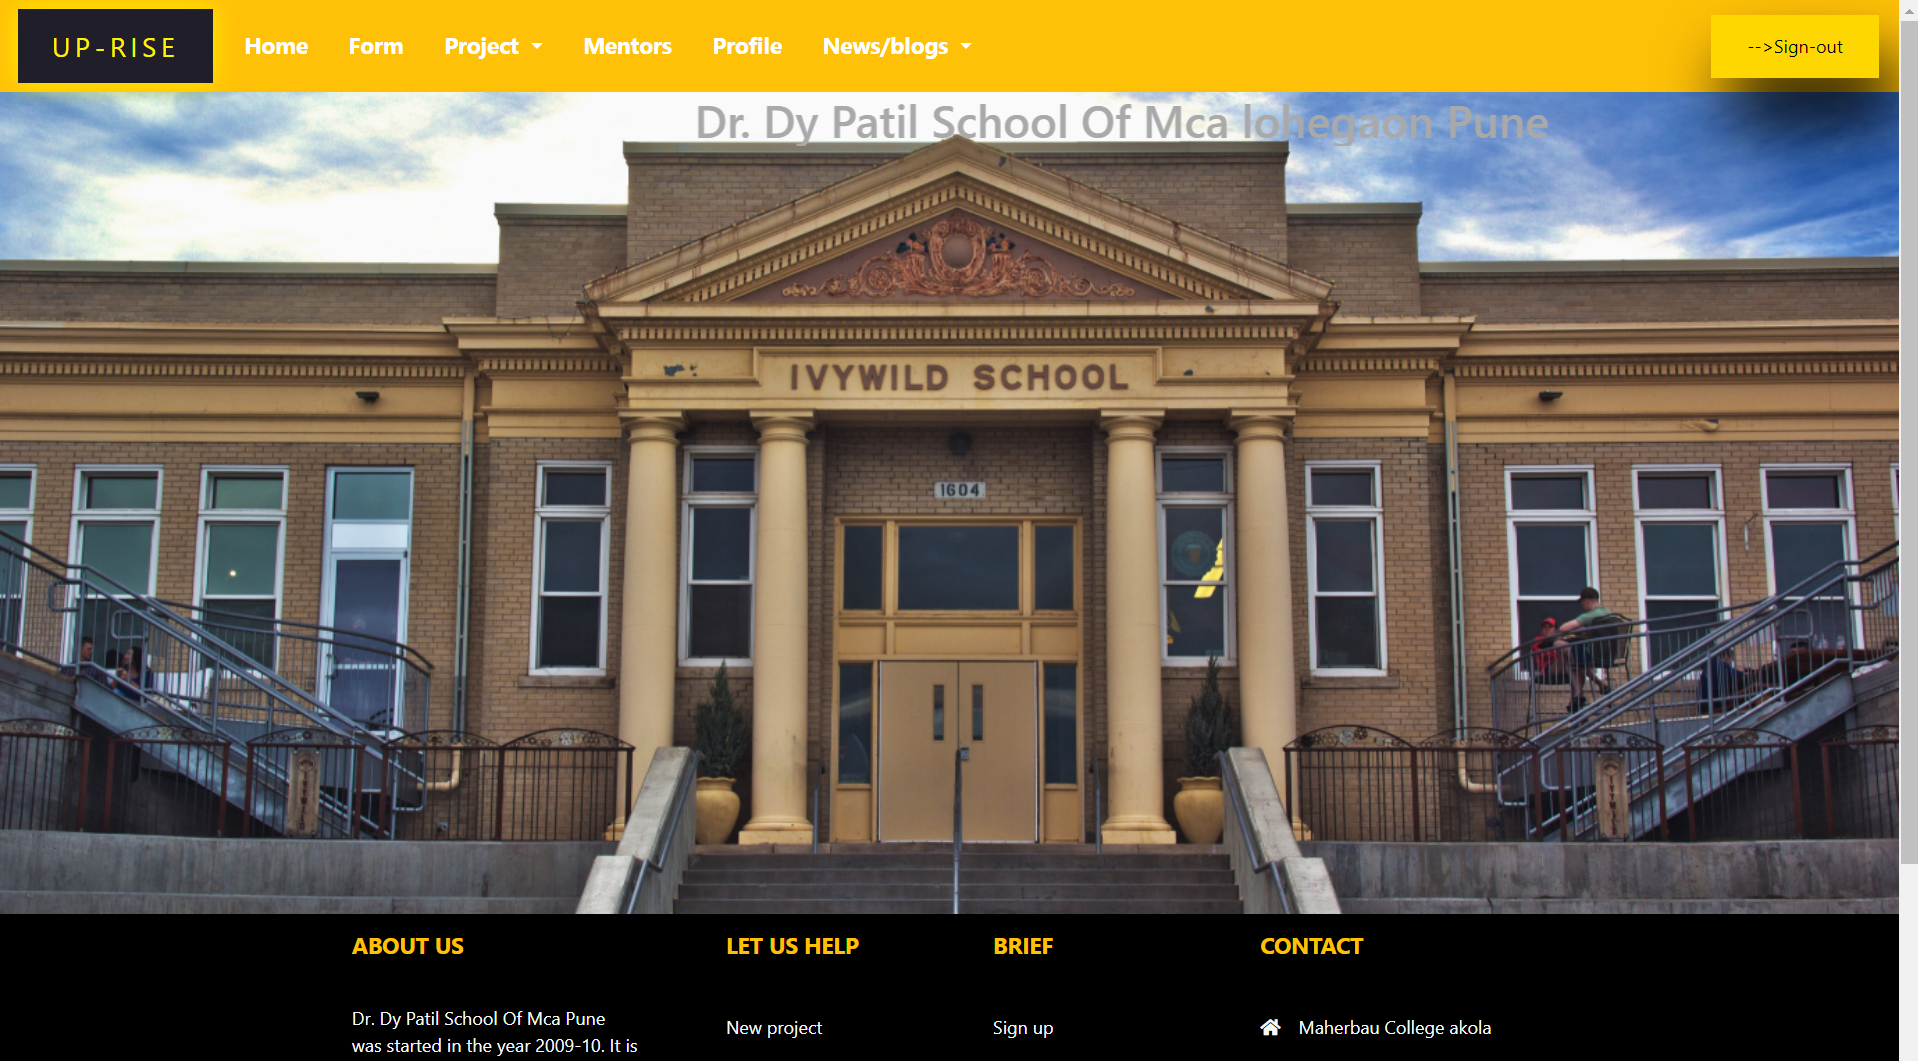 UP-RISE
Home Form Project Mentors Profile News/blogs
-->Sign-out
Dr. Dy Patil School Of Mca lohegaon Pune
IVYWILD SCHOOL
1604
ABOUT US LET US HELP BRIEF CONTACT
Dr. Dy Patil School Of Mca Pune
was started in the year 2009-10. It is
New project
Sign up
Maherbau College akola